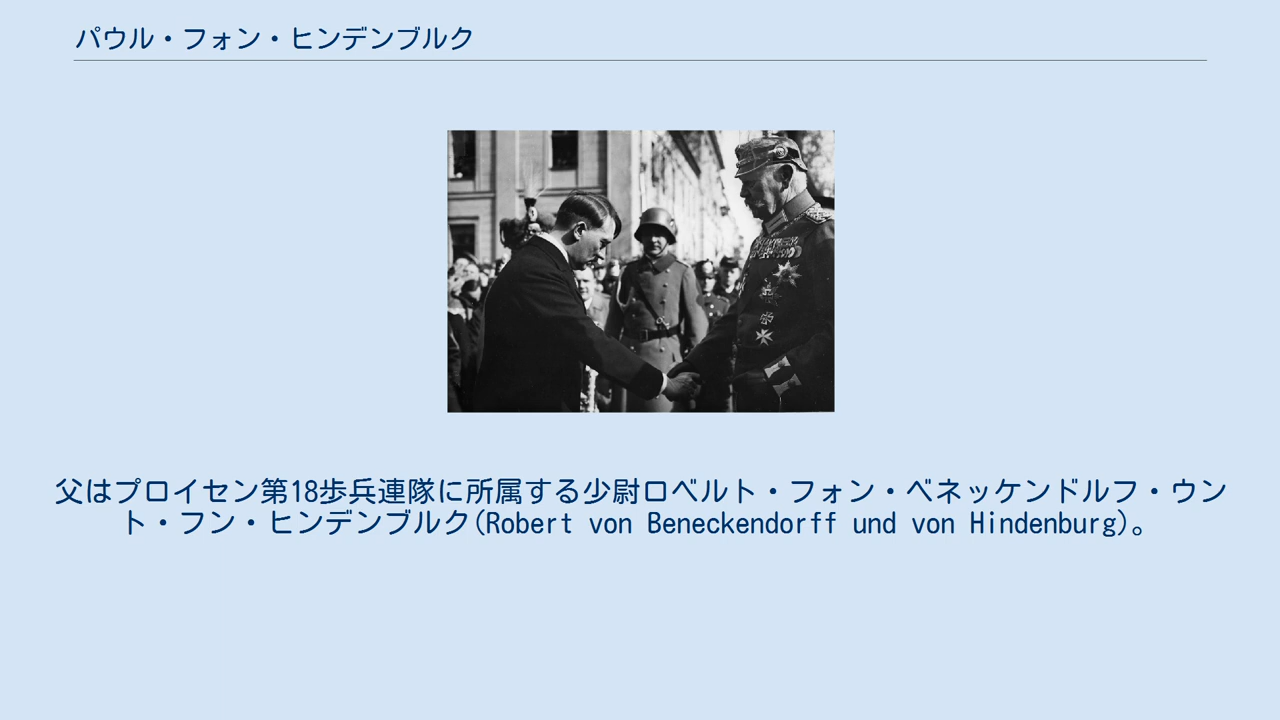 パウル・フォン・ヒンデンブルク
父はプロイセン第18歩兵連隊に所属する少尉ロベルト・フォン・ベネッケンドルフ・ウン
ト・フン・ヒンデンブルク(Robert von Beneckendorff und von Hindenburg)。